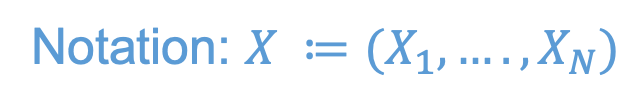 Notation: 𝑋 ≔ (𝑋₁, … . , 𝑋_N)